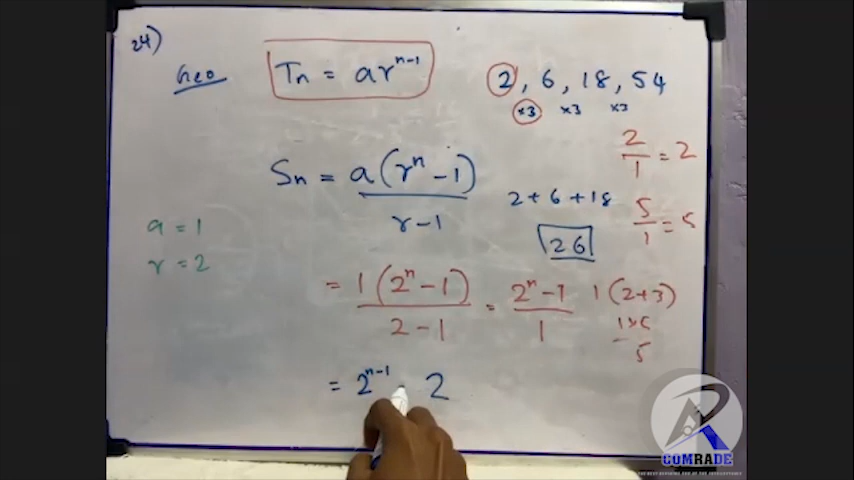 24)
Geo Tn = ar^n-1
2, 6, 18, 54
×3 ×3 ×3
2/1 = 2
Sn = a(r^n - 1)/r-1
2+6+18
26
5/1 = 5
a = 1
r = 2
= 1(2^n - 1)/2-1 = 2^n-1/1
1(2+3)
5
= 2^n-1 2
COMRADE